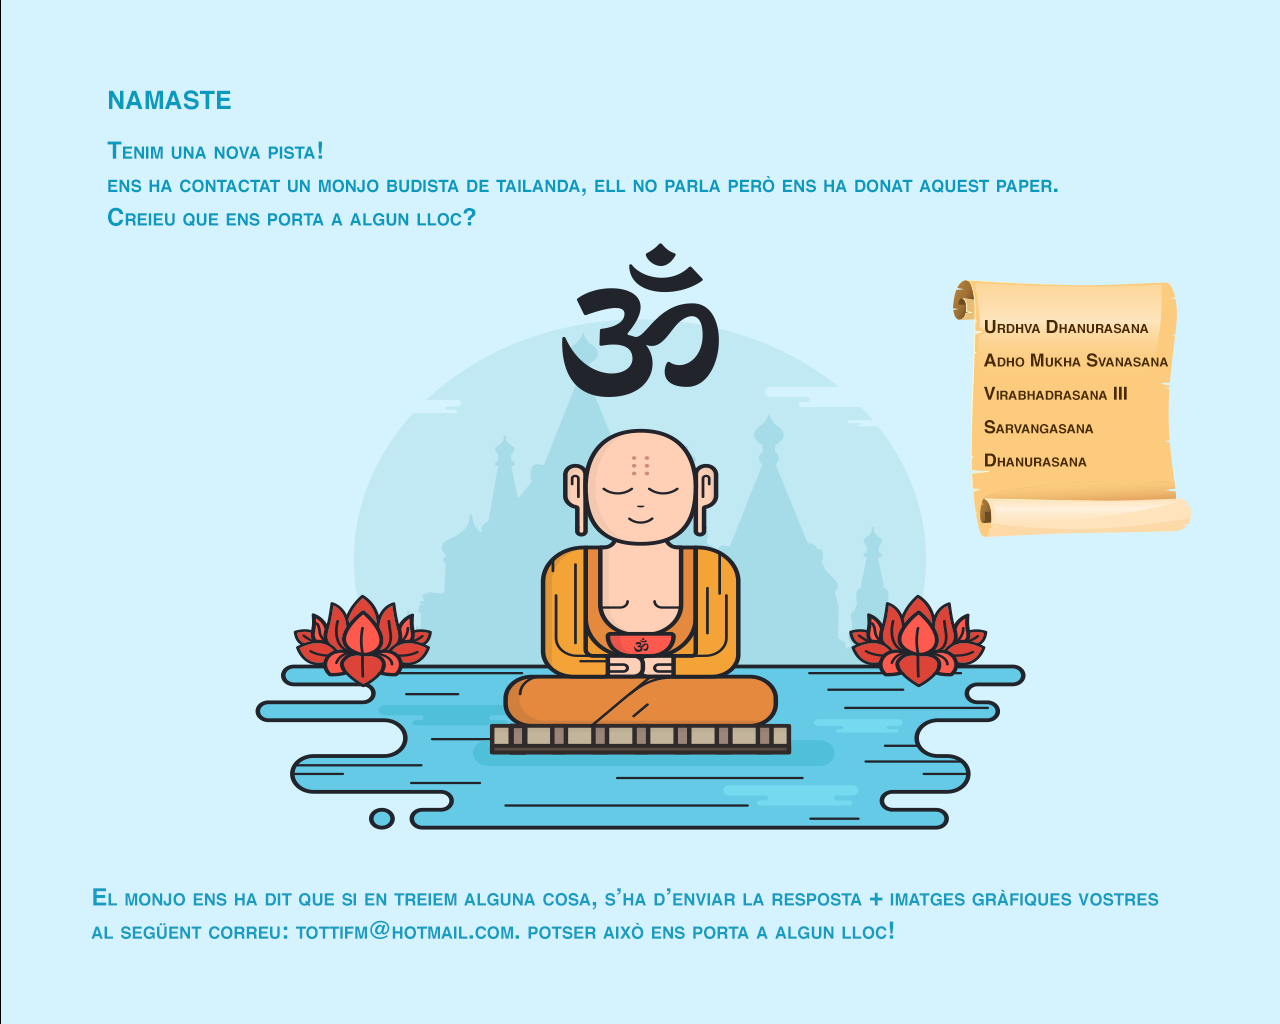 NAMASTE
Tenim una nova pista!
ens ha contactat un monjo budista de tailanda, ell no parla però ens ha donat aquest paper.
Creieu que ens porta a algun lloc?
ॐ
Urdhva Dhanurasana
Adho Mukha Svanasana
Virabhadrasana III
Sarvangasana
Dhanurasana
ॐ
El monjo ens ha dit que si en treiem alguna cosa, s’ha d’enviar la resposta + imatges gràfiques vostres
al següent correu: tottifm@hotmail.com. potser això ens porta a algun lloc!